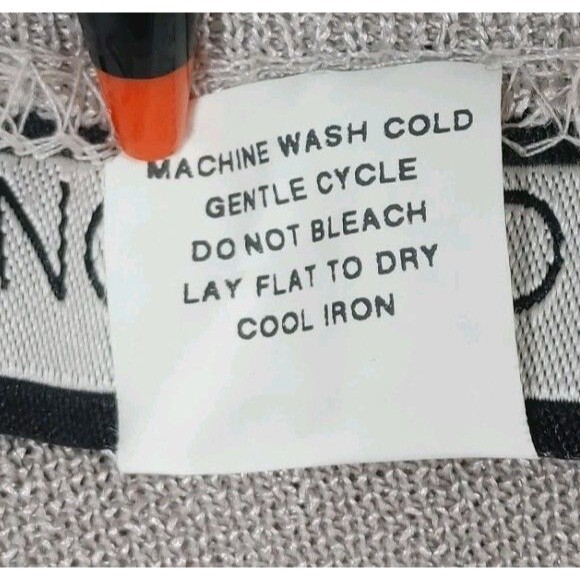 MACHINE WASH COLD
GENTLE CYCLE
DO NOT BLEACH
LAY FLAT TO DRY
COOL IRON